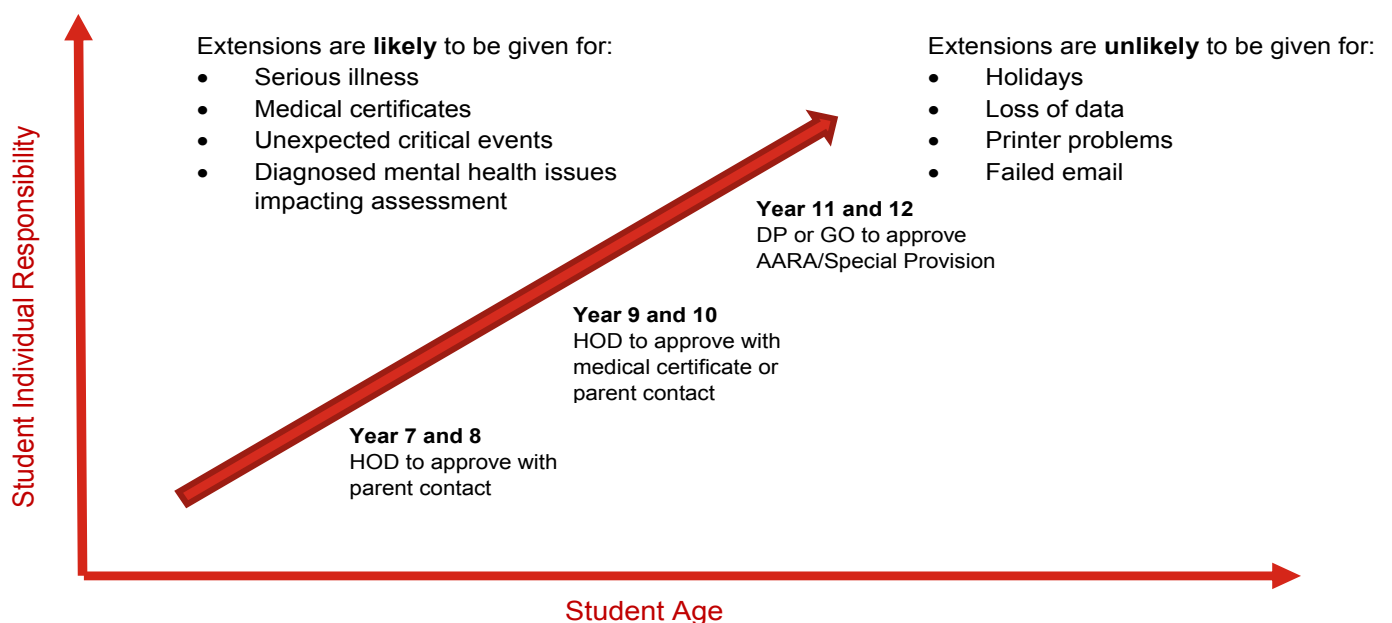 Extensions are likely to be given for:
• Serious illness
• Medical certificates
• Unexpected critical events
• Diagnosed mental health issues
impacting assessment
Extensions are unlikely to be given for:
• Holidays
• Loss of data
• Printer problems
• Failed email
Student Individual Responsibility
Year 11 and 12
DP or GO to approve
AARA/Special Provision
Year 9 and 10
HOD to approve with
medical certificate or
parent contact
Year 7 and 8
HOD to approve with
parent contact
Student Age